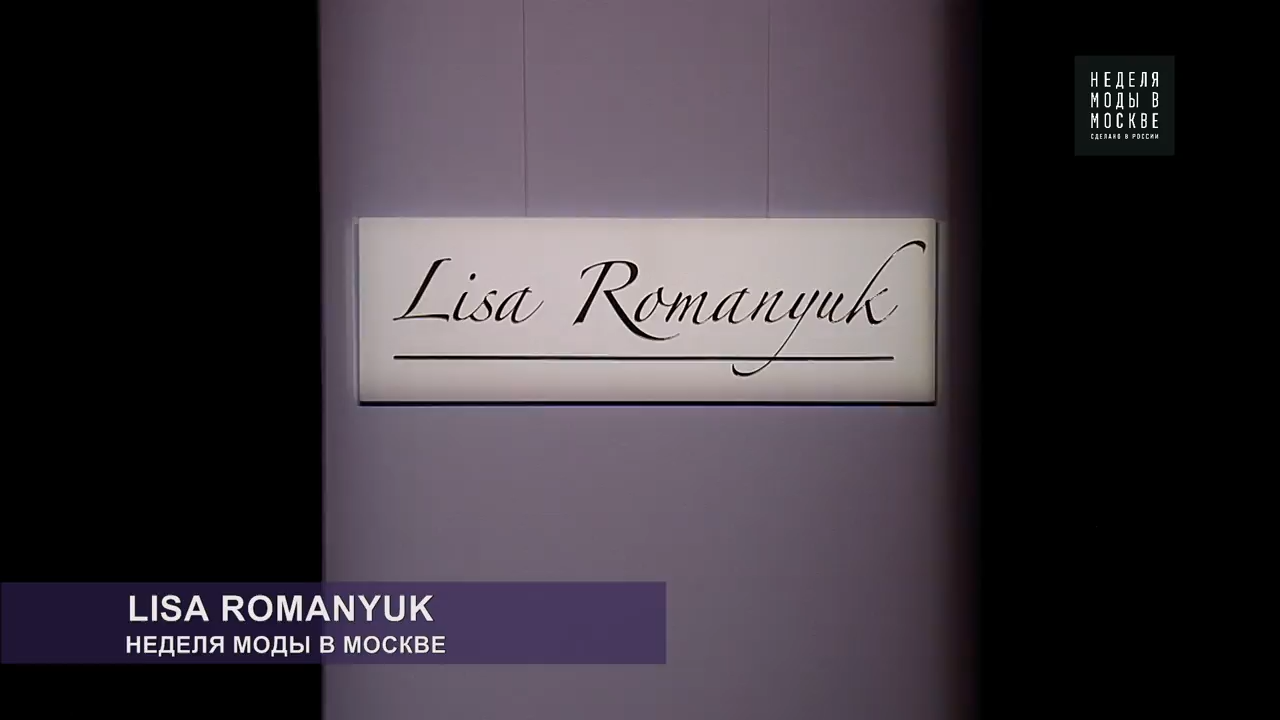 НЕДЕЛЯ
МОДЫ В
МОСКВЕ
СДЕЛАНО В РОССИИ
Lisa Romanyuk
LISA ROMANYUK
НЕДЕЛЯ МОДЫ В МОСКВЕ